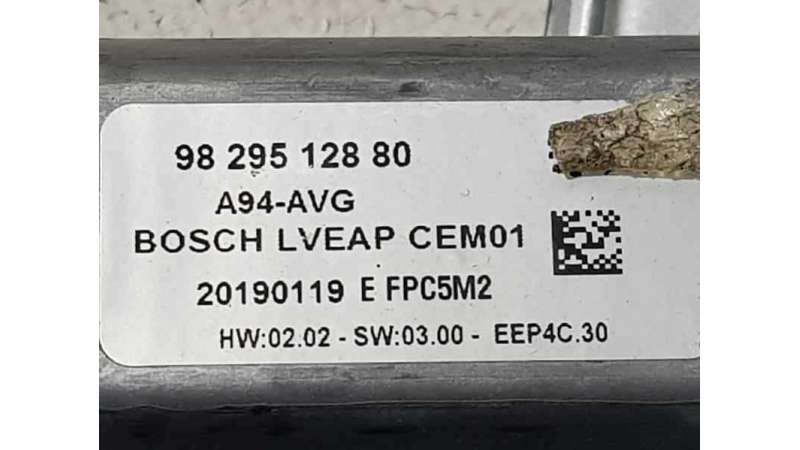 98 295 128 80
A94-AVG
BOSCH LVEAP CEM01
20190119 E FPC5M2
HW:02.02 - SW:03.00 - EEP4C.30